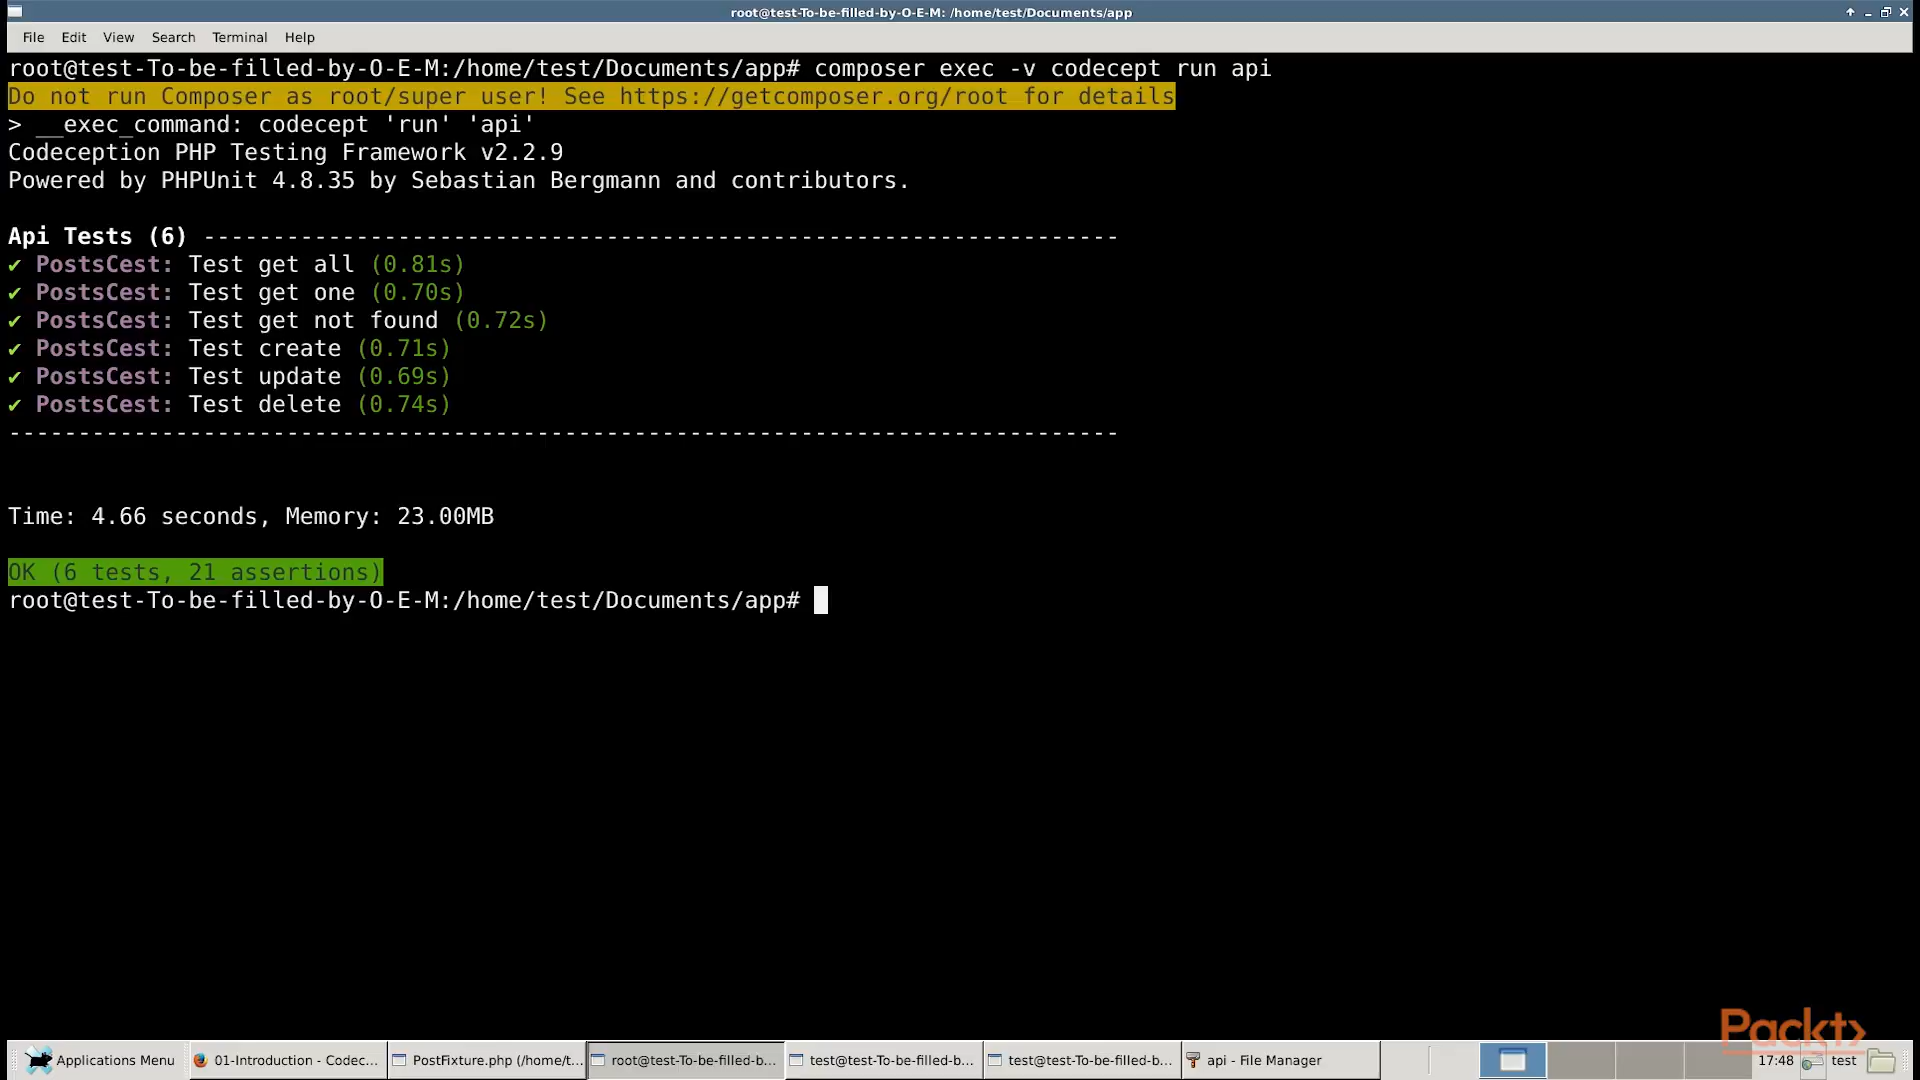 root@test-To-be-filled-by-O-E-M: /home/test/Documents/app
File Edit View Search Terminal Help
root@test-To-be-filled-by-O-E-M:/home/test/Documents/app# composer exec -v codecept run api
Do not run Composer as root/super user! See https://getcomposer.org/root for details
> __exec_command: codecept 'run' 'api'
Codeception PHP Testing Framework v2.2.9
Powered by PHPUnit 4.8.35 by Sebastian Bergmann and contributors.
Api Tests (6) ------------------------------------------------------------------
✔ PostsCest: Test get all (0.81s)
✔ PostsCest: Test get one (0.70s)
✔ PostsCest: Test get not found (0.72s)
✔ PostsCest: Test create (0.71s)
✔ PostsCest: Test update (0.69s)
✔ PostsCest: Test delete (0.74s)
--------------------------------------------------------------------------------
Time: 4.66 seconds, Memory: 23.00MB
OK (6 tests, 21 assertions)
root@test-To-be-filled-by-O-E-M:/home/test/Documents/app#
Packt>
Applications Menu 01-Introduction - Codec... PostFixture.php (/home/t... root@test-To-be-filled-b... test@test-To-be-filled-b... test@test-To-be-filled-b... api - File Manager 17:48 test